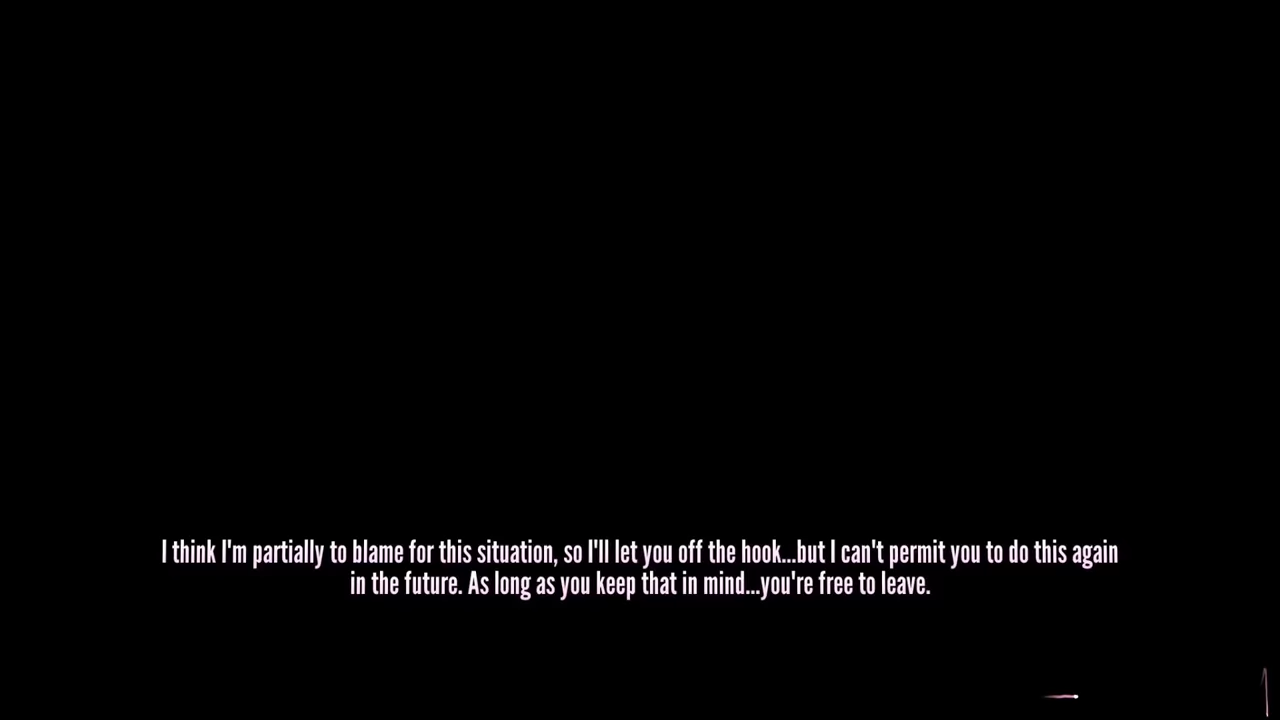 I think I'm partially to blame for this situation, so I'll let you off the hook...but I can't permit you to do this again
in the future. As long as you keep that in mind...you're free to leave.